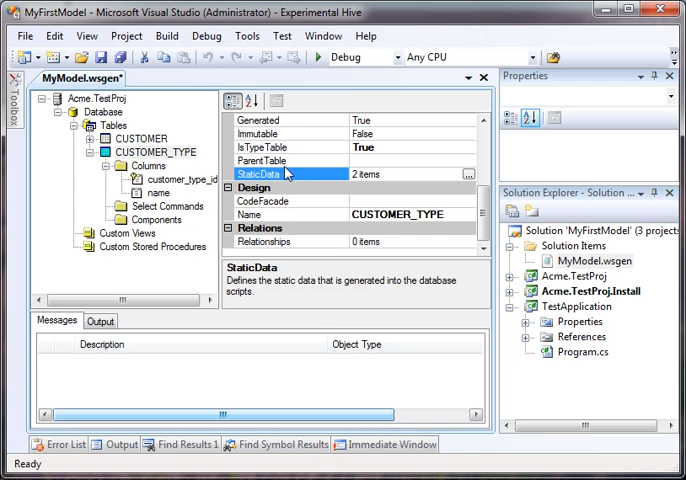 MyFirstModel - Microsoft Visual Studio (Administrator) - Experimental Hive
File Edit View Project Build Debug Tools Test Window Help
Debug Any CPU
Toolbox
MyModel.wsgen*
Acme.TestProj
Database
Tables
CUSTOMER
CUSTOMER_TYPE
Columns
customer_type_id
name
Select Commands
Components
Custom Views
Custom Stored Procedures
Generated True
Immutable False
IsTypeTable True
ParentTable
StaticData 2 items ...
Design
CodeFacade
Name CUSTOMER_TYPE
Relations
Relationships 0 items
StaticData
Defines the static data that is generated into the database
scripts.
Messages Output
Description Object Type
Properties
Solution Explorer - Solution ...
Solution 'MyFirstModel' (3 projects
Solution Items
MyModel.wsgen
Acme.TestProj
Acme.TestProj.Install
TestApplication
Properties
References
Program.cs
Error List Output Find Results 1 Find Symbol Results Immediate Window
Ready